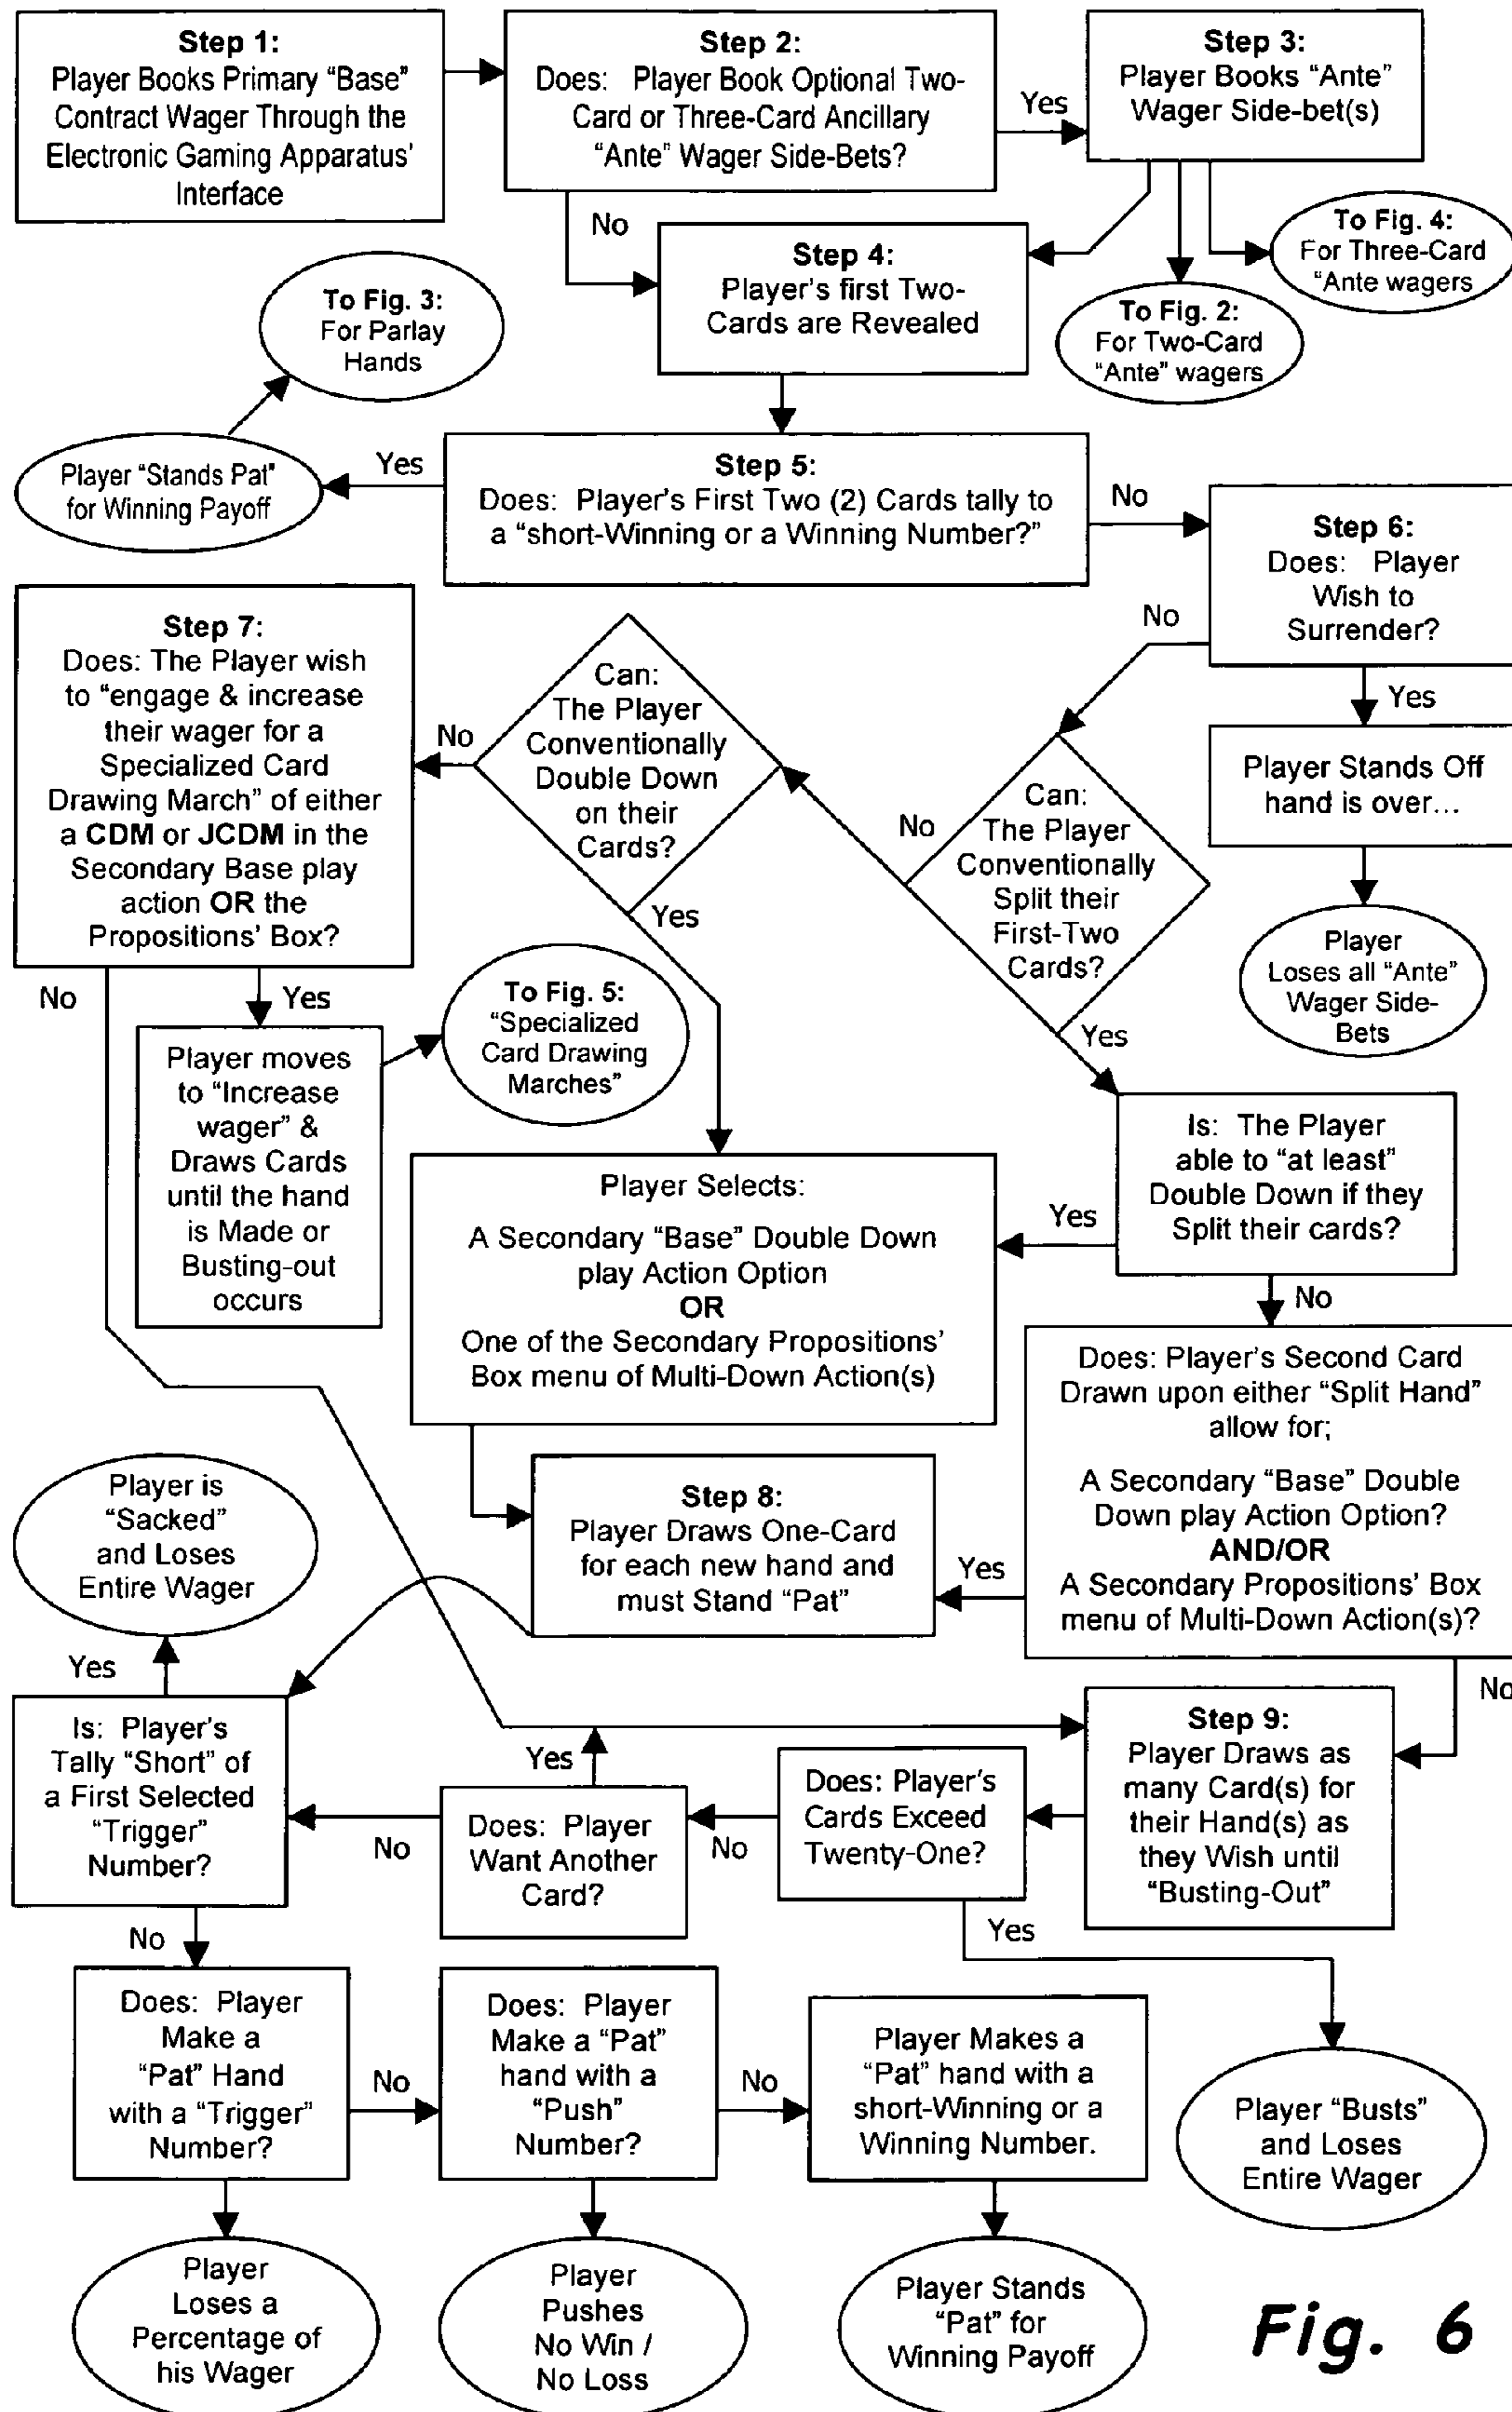 Step 1:
Player Books Primary “Base”
Contract Wager Through the
Electronic Gaming Apparatus’
Interface
Step 2:
Does: Player Book Optional Two-
Card or Three-Card Ancillary
“Ante” Wager Side-Bets?
Yes
Step 3:
Player Books “Ante”
Wager Side-bet(s)
No
Step 4:
Player's first Two-
Cards are Revealed
To Fig. 4:
For Three-Card
“Ante wagers
To Fig. 2:
For Two-Card
“Ante” wagers
To Fig. 3:
For Parlay
Hands
Player “Stands Pat”
for Winning Payoff
Yes
Step 5:
Does: Player's First Two (2) Cards tally to
a “short-Winning or a Winning Number?”
No
Step 6:
Does: Player
Wish to
Surrender?
No
Yes
Player Stands Off
hand is over...
Player
Loses all “Ante”
Wager Side-
Bets
Step 7:
Does: The Player wish
to “engage & increase
their wager for a
Specialized Card
Drawing March” of either
a CDM or JCDM in the
Secondary Base play
action OR the
Propositions’ Box?
No
Can:
The Player
Conventionally
Double Down
on their
Cards?
Yes
No
Can:
The Player
Conventionally
Split their
First-Two
Cards?
Yes
No
Yes
Player moves
to “Increase
wager” &
Draws Cards
until the hand
is Made or
Busting-out
occurs
To Fig. 5:
“Specialized
Card Drawing
Marches”
Is: The Player
able to “at least”
Double Down if they
Split their cards?
Yes
No
Player Selects:
A Secondary “Base” Double Down
play Action Option
OR
One of the Secondary Propositions’
Box menu of Multi-Down Action(s)
Does: Player's Second Card
Drawn upon either “Split Hand”
allow for;
A Secondary “Base” Double
Down play Action Option?
AND/OR
A Secondary Propositions’ Box
menu of Multi-Down Action(s)?
Yes
No
Step 8:
Player Draws One-Card
for each new hand and
must Stand “Pat”
Player is
“Sacked”
and Loses
Entire Wager
Yes
Is: Player's
Tally “Short” of
a First Selected
“Trigger”
Number?
No
Yes
Does: Player
Want Another
Card?
No
Does: Player's
Cards Exceed
Twenty-One?
Yes
Step 9:
Player Draws as
many Card(s) for
their Hand(s) as
they Wish until
“Busting-Out”
No
Does: Player
Make a
“Pat” Hand
with a “Trigger”
Number?
No
Does: Player
Make a “Pat”
hand with a
“Push”
Number?
No
Player Makes a
“Pat” hand with a
short-Winning or a
Winning Number.
Player “Busts”
and Loses
Entire Wager
Player
Loses a
Percentage of
his Wager
Player
Pushes
No Win /
No Loss
Player Stands
“Pat” for
Winning Payoff
Fig. 6